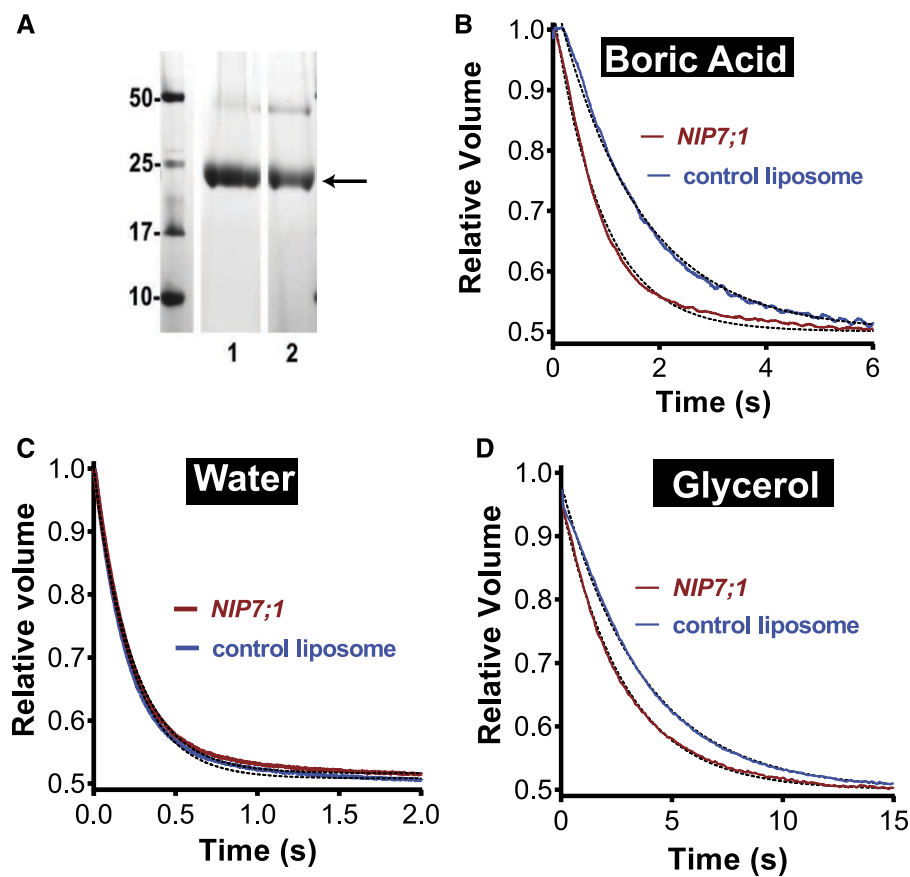 A
50-
25-
17-
10-
1 2
B
Boric Acid
NIP7;1
control liposome
Relative Volume
1.0
0.9
0.8
0.7
0.6
0.5
0 2 4 6
Time (s)
C
Water
NIP7;1
control liposome
Relative volume
1.0
0.9
0.8
0.7
0.6
0.5
0.0 0.5 1.0 1.5 2.0
Time (s)
D
Glycerol
NIP7;1
control liposome
Relative Volume
1.0
0.9
0.8
0.7
0.6
0.5
0 5 10 15
Time (s)